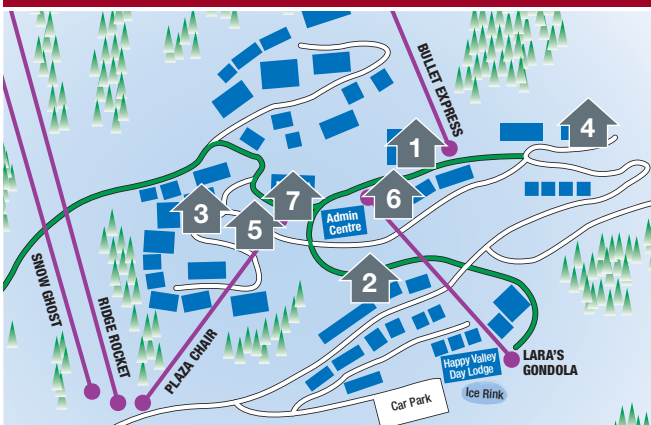 BULLET EXPRESS
1
4
3
7
6
5
Admin
Centre
2
SNOW GHOST
RIDGE ROCKET
PLAZA CHAIR
LARA'S
GONDOLA
Happy Valley
Day Lodge
Ice Rink
Car Park